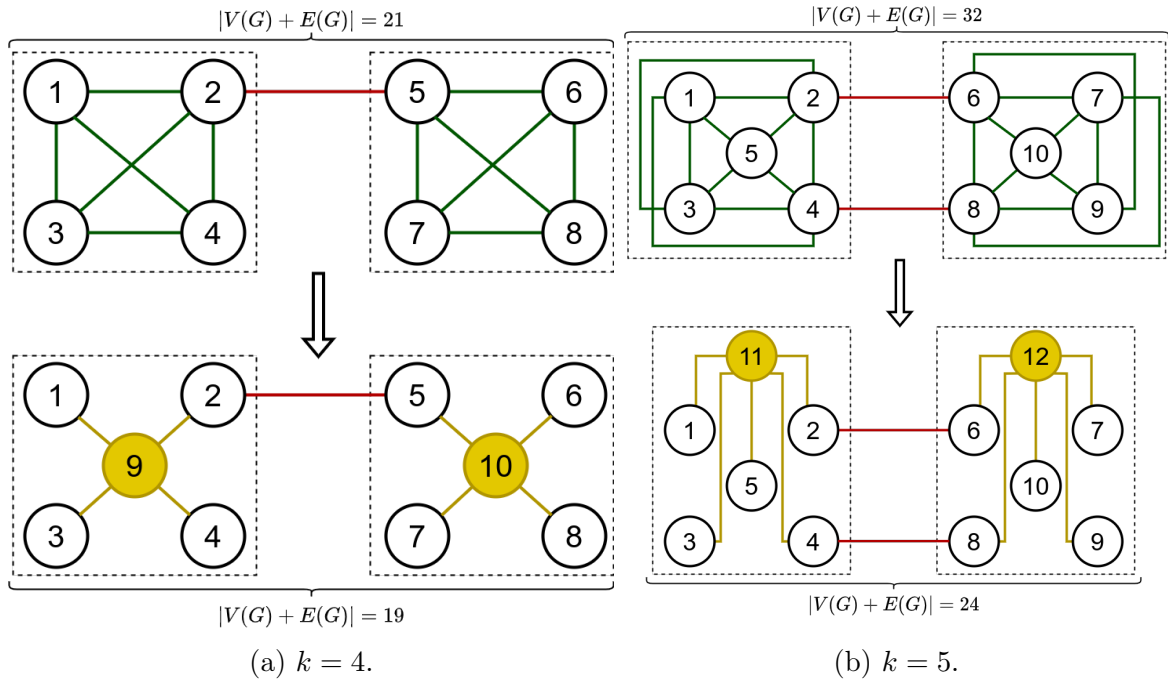 |V(G) + E(G)| = 21
1 2 5 6
3 4 7 8
1 2 5 6
9 10
3 4 7 8
|V(G) + E(G)| = 19
(a) k = 4.
|V(G) + E(G)| = 32
1 2 6 7
5 10
3 4 8 9
11 12
1 2 6 7
5 10
3 4 8 9
|V(G) + E(G)| = 24
(b) k = 5.